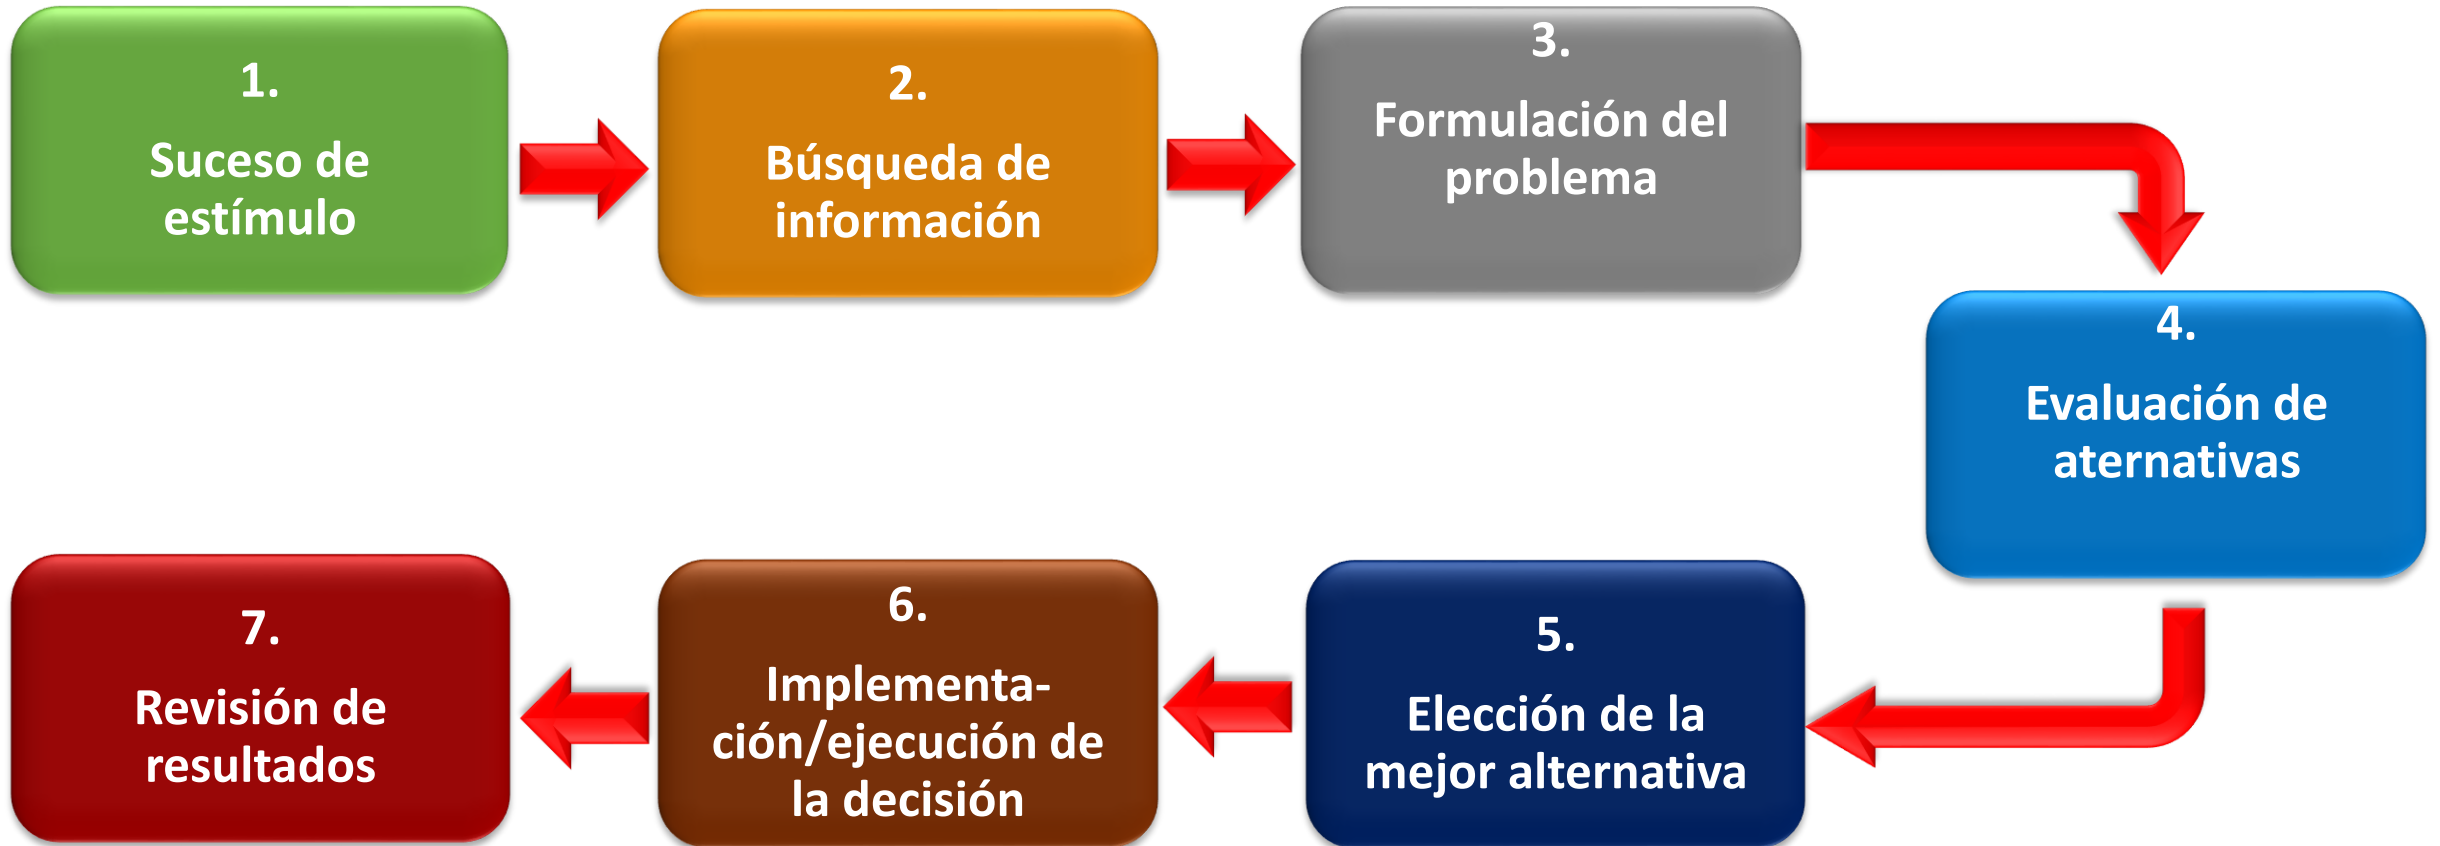 1.
Suceso de
estímulo
2.
Búsqueda de
información
3.
Formulación del
problema
4.
Evaluación de
aternativas
5.
Elección de la
mejor alternativa
6.
Implementa-
ción/ejecución de
la decisión
7.
Revisión de
resultados